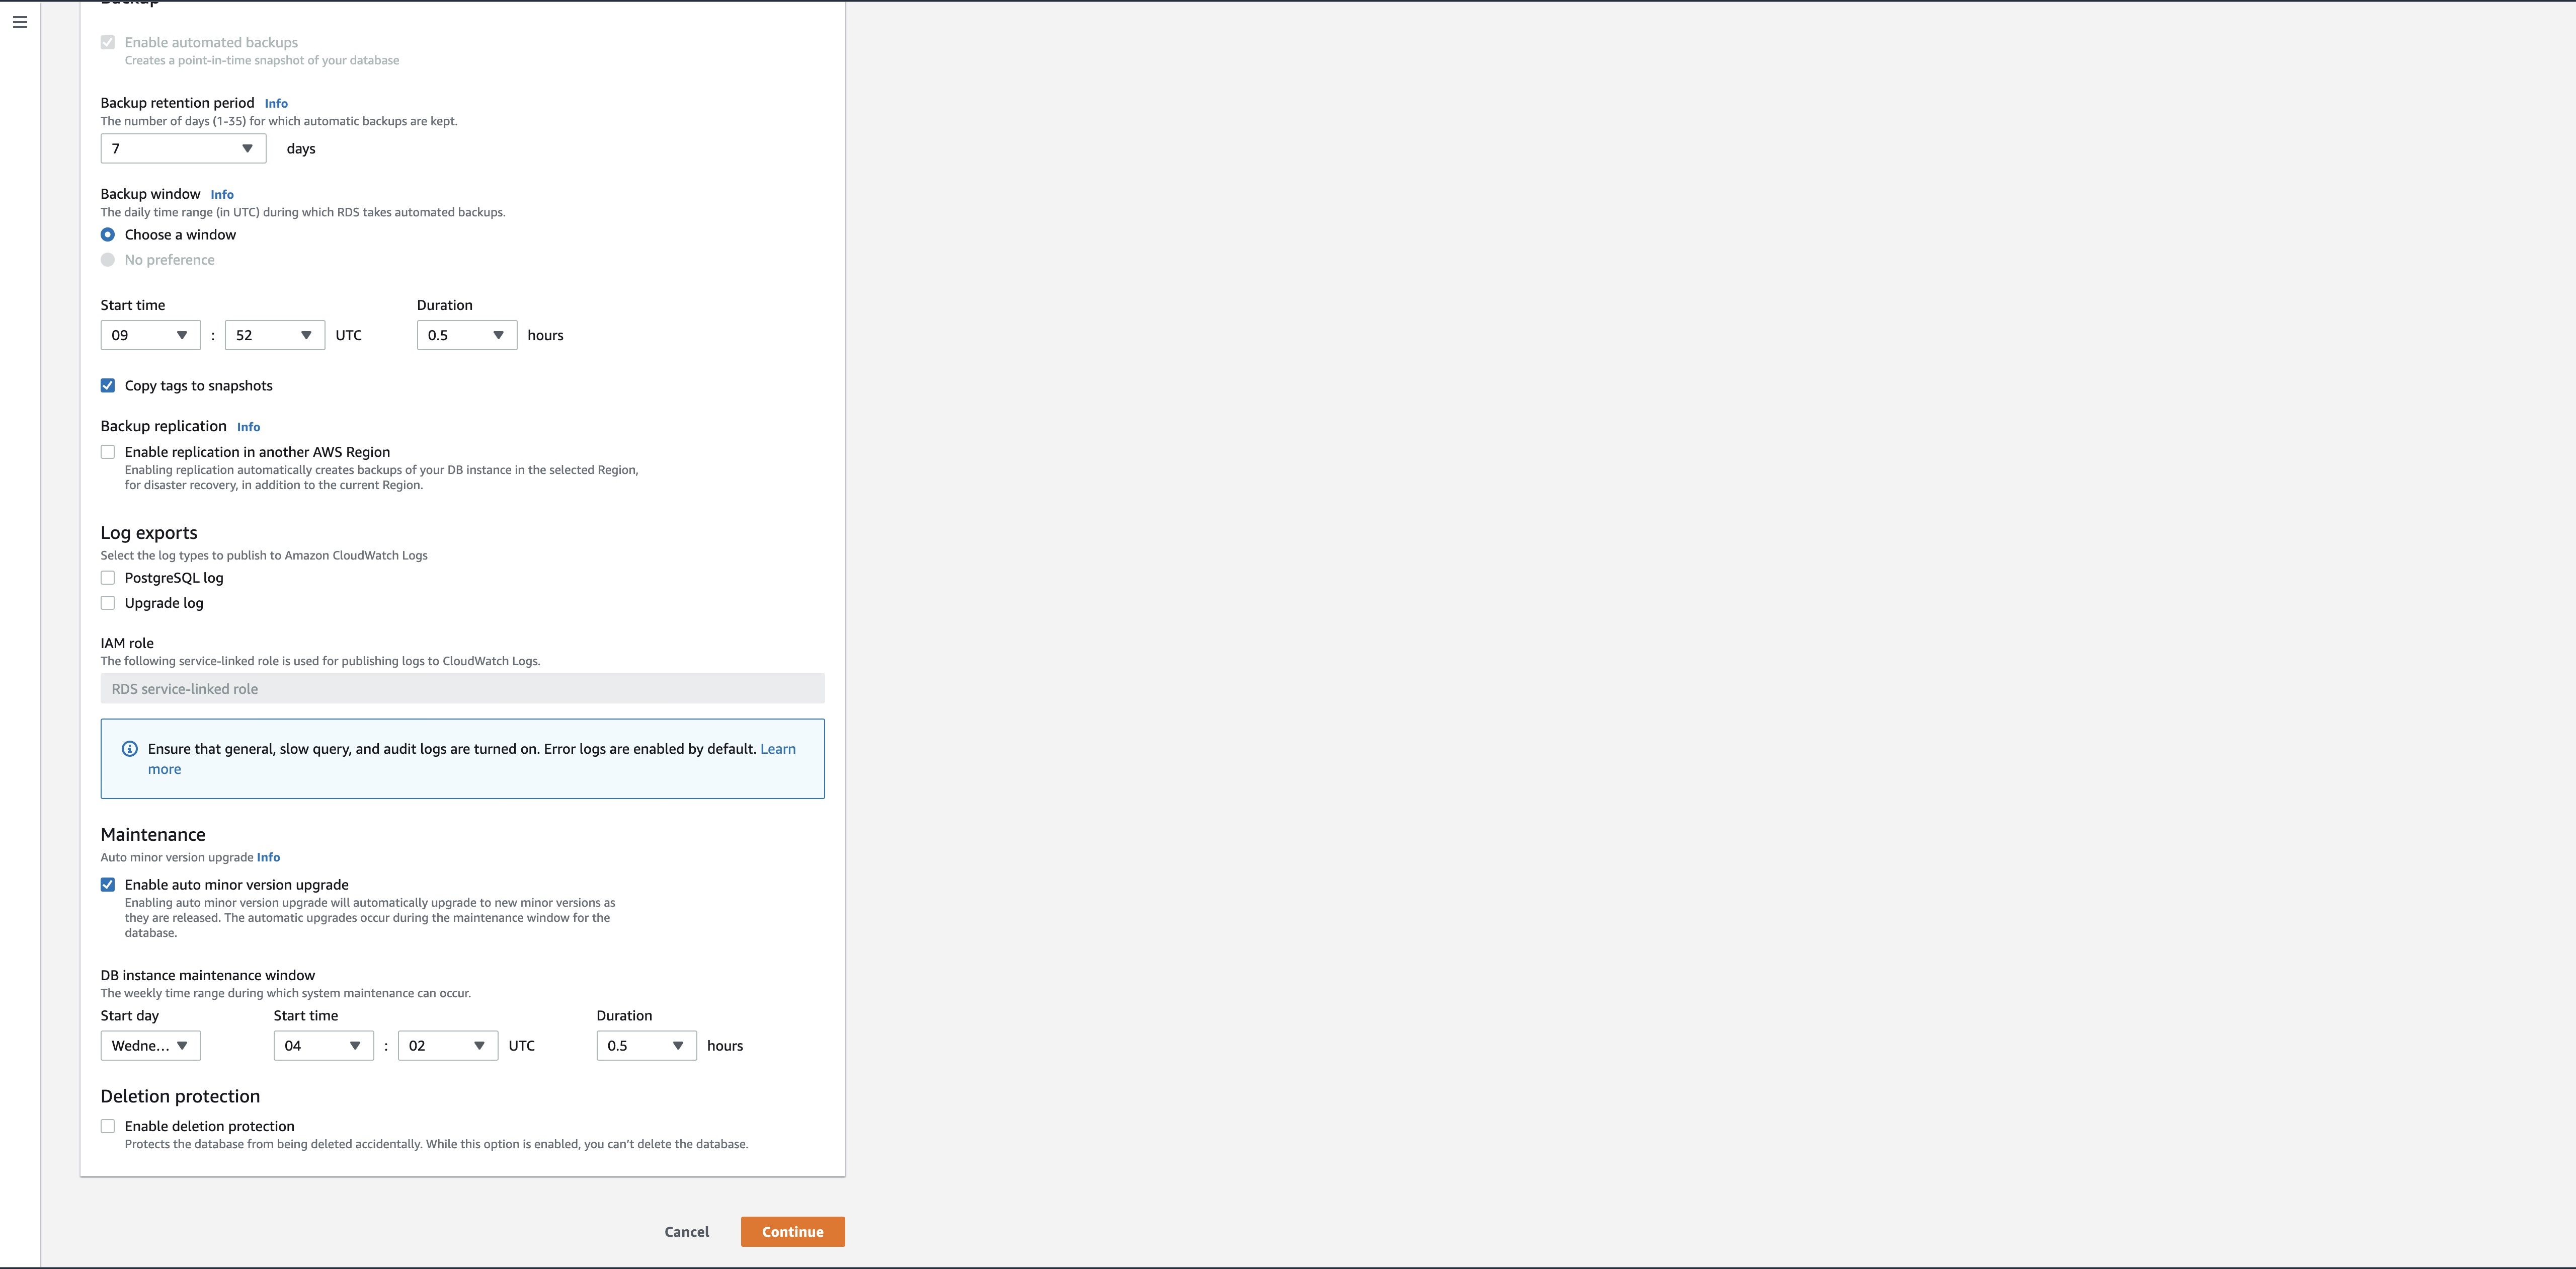 Backup
Enable automated backups
Creates a point-in-time snapshot of your database
Backup retention period Info
The number of days (1-35) for which automatic backups are kept.
7 days
Backup window Info
The daily time range (in UTC) during which RDS takes automated backups.
Choose a window
No preference
Start time Duration
09 : 52 UTC 0.5 hours
Copy tags to snapshots
Backup replication Info
Enable replication in another AWS Region
Enabling replication automatically creates backups of your DB instance in the selected Region,
for disaster recovery, in addition to the current Region.
Log exports
Select the log types to publish to Amazon CloudWatch Logs
PostgreSQL log
Upgrade log
IAM role
The following service-linked role is used for publishing logs to CloudWatch Logs.
RDS service-linked role
Ensure that general, slow query, and audit logs are turned on. Error logs are enabled by default. Learn
more
Maintenance
Auto minor version upgrade Info
Enable auto minor version upgrade
Enabling auto minor version upgrade will automatically upgrade to new minor versions as
they are released. The automatic upgrades occur during the maintenance window for the
database.
DB instance maintenance window
The weekly time range during which system maintenance can occur.
Start day Start time Duration
Wedne... 04 : 02 UTC 0.5 hours
Deletion protection
Enable deletion protection
Protects the database from being deleted accidentally. While this option is enabled, you can't delete the database.
Cancel Continue